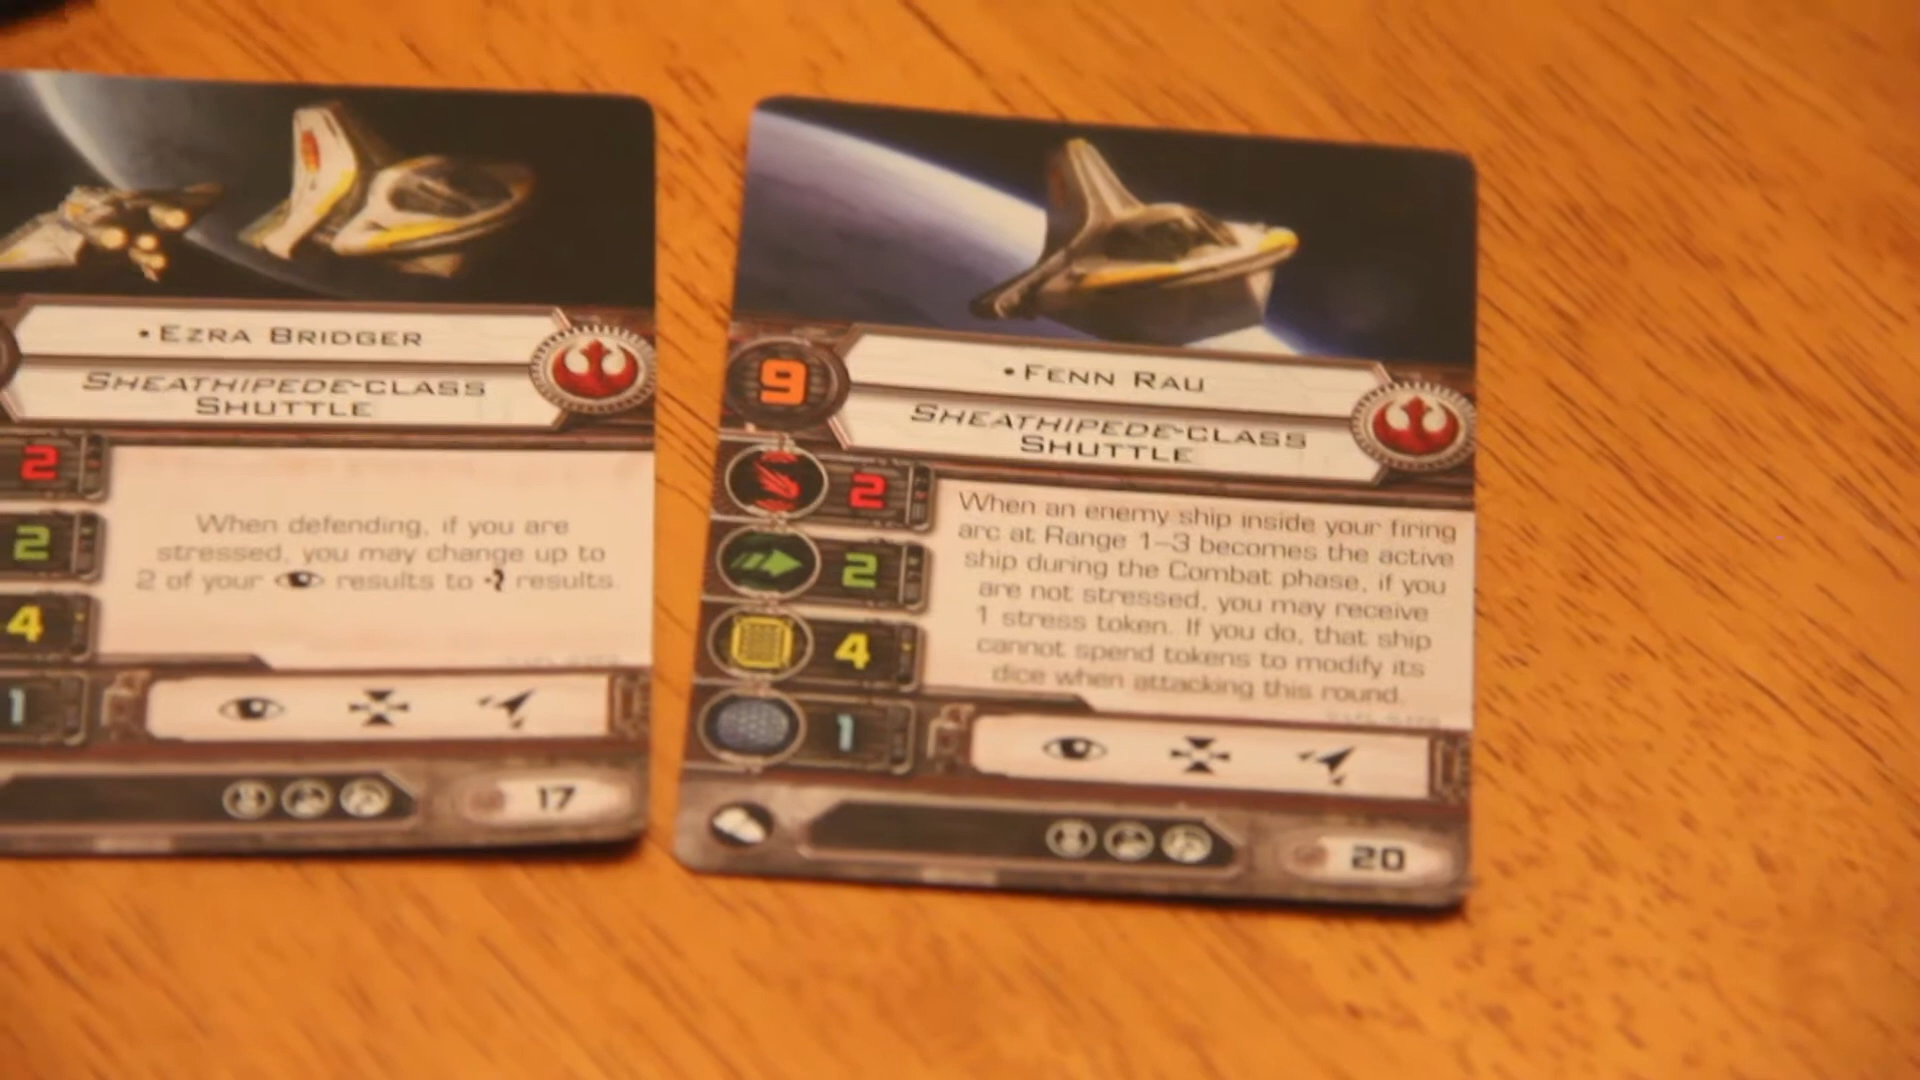 •EZRA BRIDGER
SHEATHIPEDE-CLASS
SHUTTLE
2
When defending, if you are
stressed, you may change up to
2 of your results to results.
2
4
1
17
•FENN RAU
9
SHEATHIPEDE-CLASS
SHUTTLE
2
When an enemy ship inside your firing
arc at Range 1–3 becomes the active
ship during the Combat phase, if you
are not stressed, you may receive
1 stress token. If you do, that ship
cannot spend tokens to modify its
dice when attacking this round.
2
4
1
20